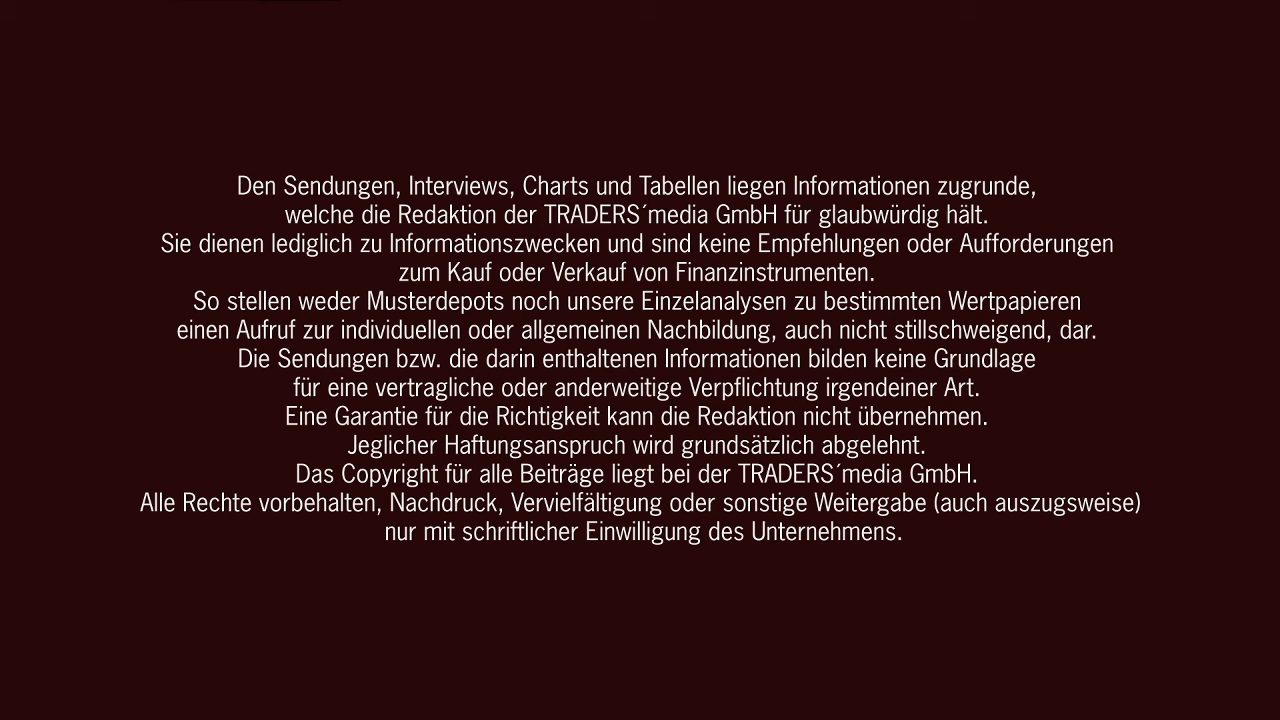 Den Sendungen, Interviews, Charts und Tabellen liegen Informationen zugrunde,
welche die Redaktion der TRADERS´media GmbH für glaubwürdig hält.
Sie dienen lediglich zu Informationszwecken und sind keine Empfehlungen oder Aufforderungen
zum Kauf oder Verkauf von Finanzinstrumenten.
So stellen weder Musterdepots noch unsere Einzelanalysen zu bestimmten Wertpapieren
einen Aufruf zur individuellen oder allgemeinen Nachbildung, auch nicht stillschweigend, dar.
Die Sendungen bzw. die darin enthaltenen Informationen bilden keine Grundlage
für eine vertragliche oder anderweitige Verpflichtung irgendeiner Art.
Eine Garantie für die Richtigkeit kann die Redaktion nicht übernehmen.
Jeglicher Haftungsanspruch wird grundsätzlich abgelehnt.
Das Copyright für alle Beiträge liegt bei der TRADERS´media GmbH.
Alle Rechte vorbehalten, Nachdruck, Vervielfältigung oder sonstige Weitergabe (auch auszugsweise)
nur mit schriftlicher Einwilligung des Unternehmens.